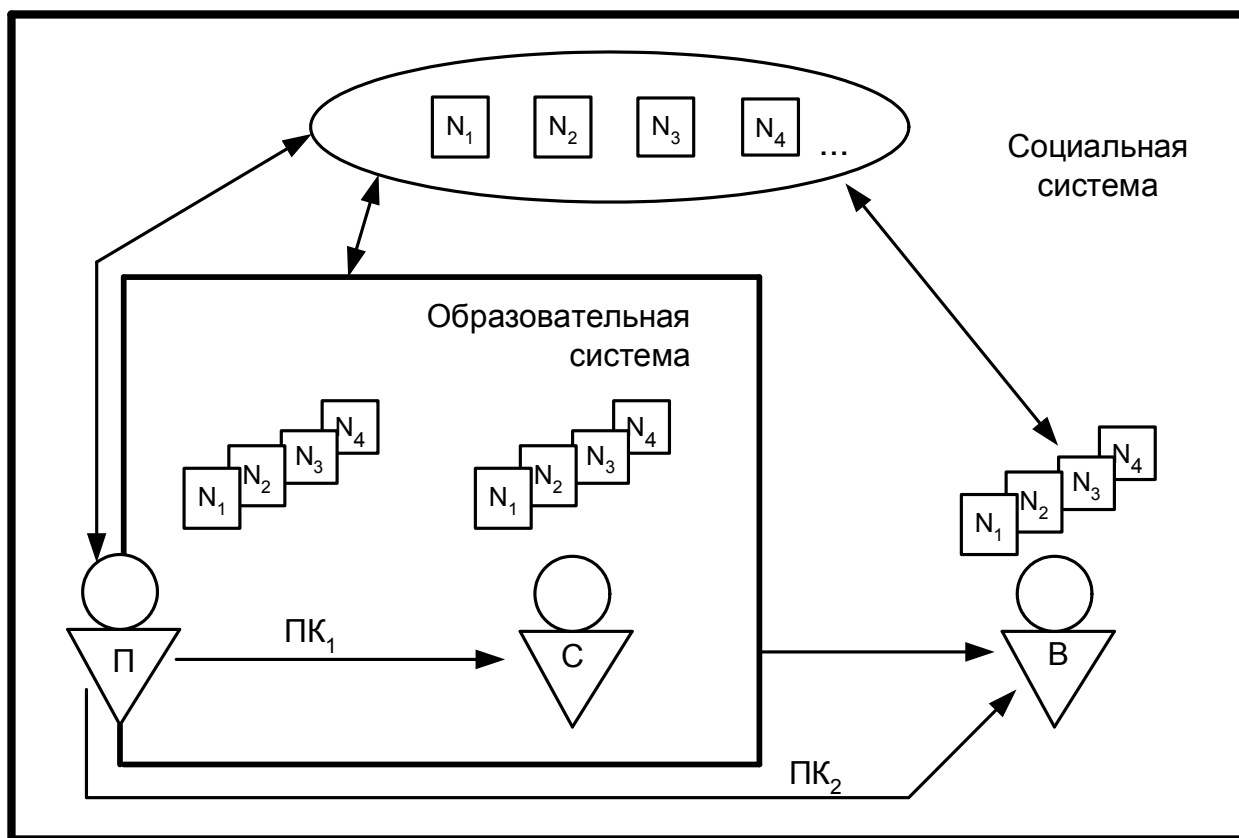 N₁ N₂ N₃ N₄ ...
Социальная
система
Образовательная
система
N₄
N₃
N₂
N₁
N₄
N₃
N₂
N₁
N₄
N₃
N₂
N₁
ПК₁
П
С
В
ПК₂